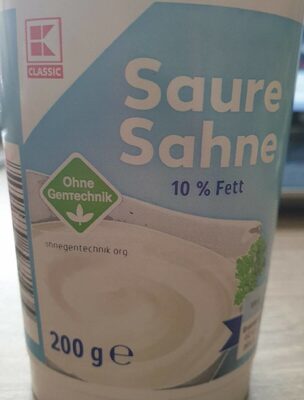 K
CLASSIC
Saure
Sahne
10 % Fett
Ohne
Gentechnik
ohnegentechnik.org
200 g ℮